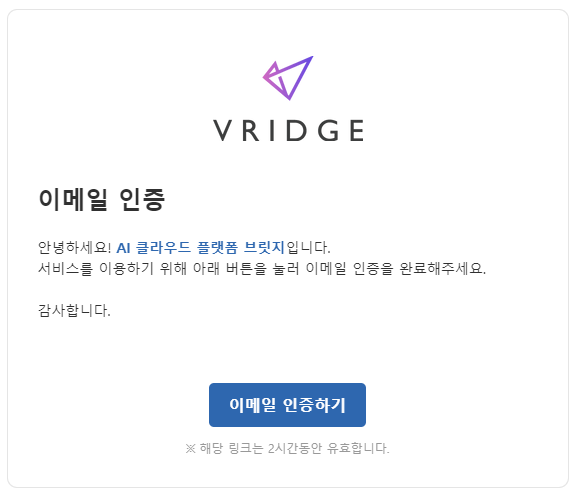 VRIDGE
이메일 인증
안녕하세요! AI 클라우드 플랫폼 브릿지입니다.
서비스를 이용하기 위해 아래 버튼을 눌러 이메일 인증을 완료해주세요.
감사합니다.
이메일 인증하기
※ 해당 링크는 2시간동안 유효합니다.